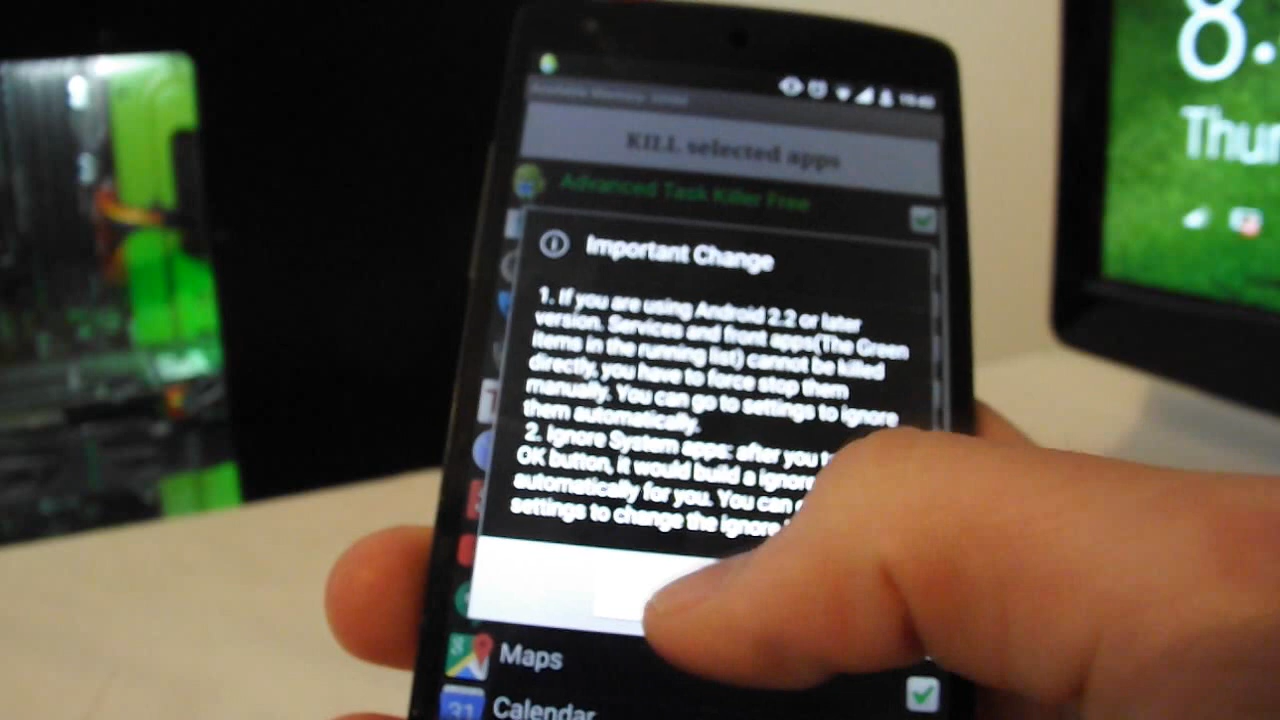 8.
Thur
KILL selected apps
Advanced Task Killer Free
Important Change
1. If you are using Android 2.2 or later
version. Services and front apps(The Green
items in the running list) cannot be killed
directly, you have to force stop them
manually. You can go to settings to ignore
them automatically.
2. Ignore System apps: after you
OK button, it would build a ignore
automatically for you. You can
settings to change the ignore
Maps
31
Calendar